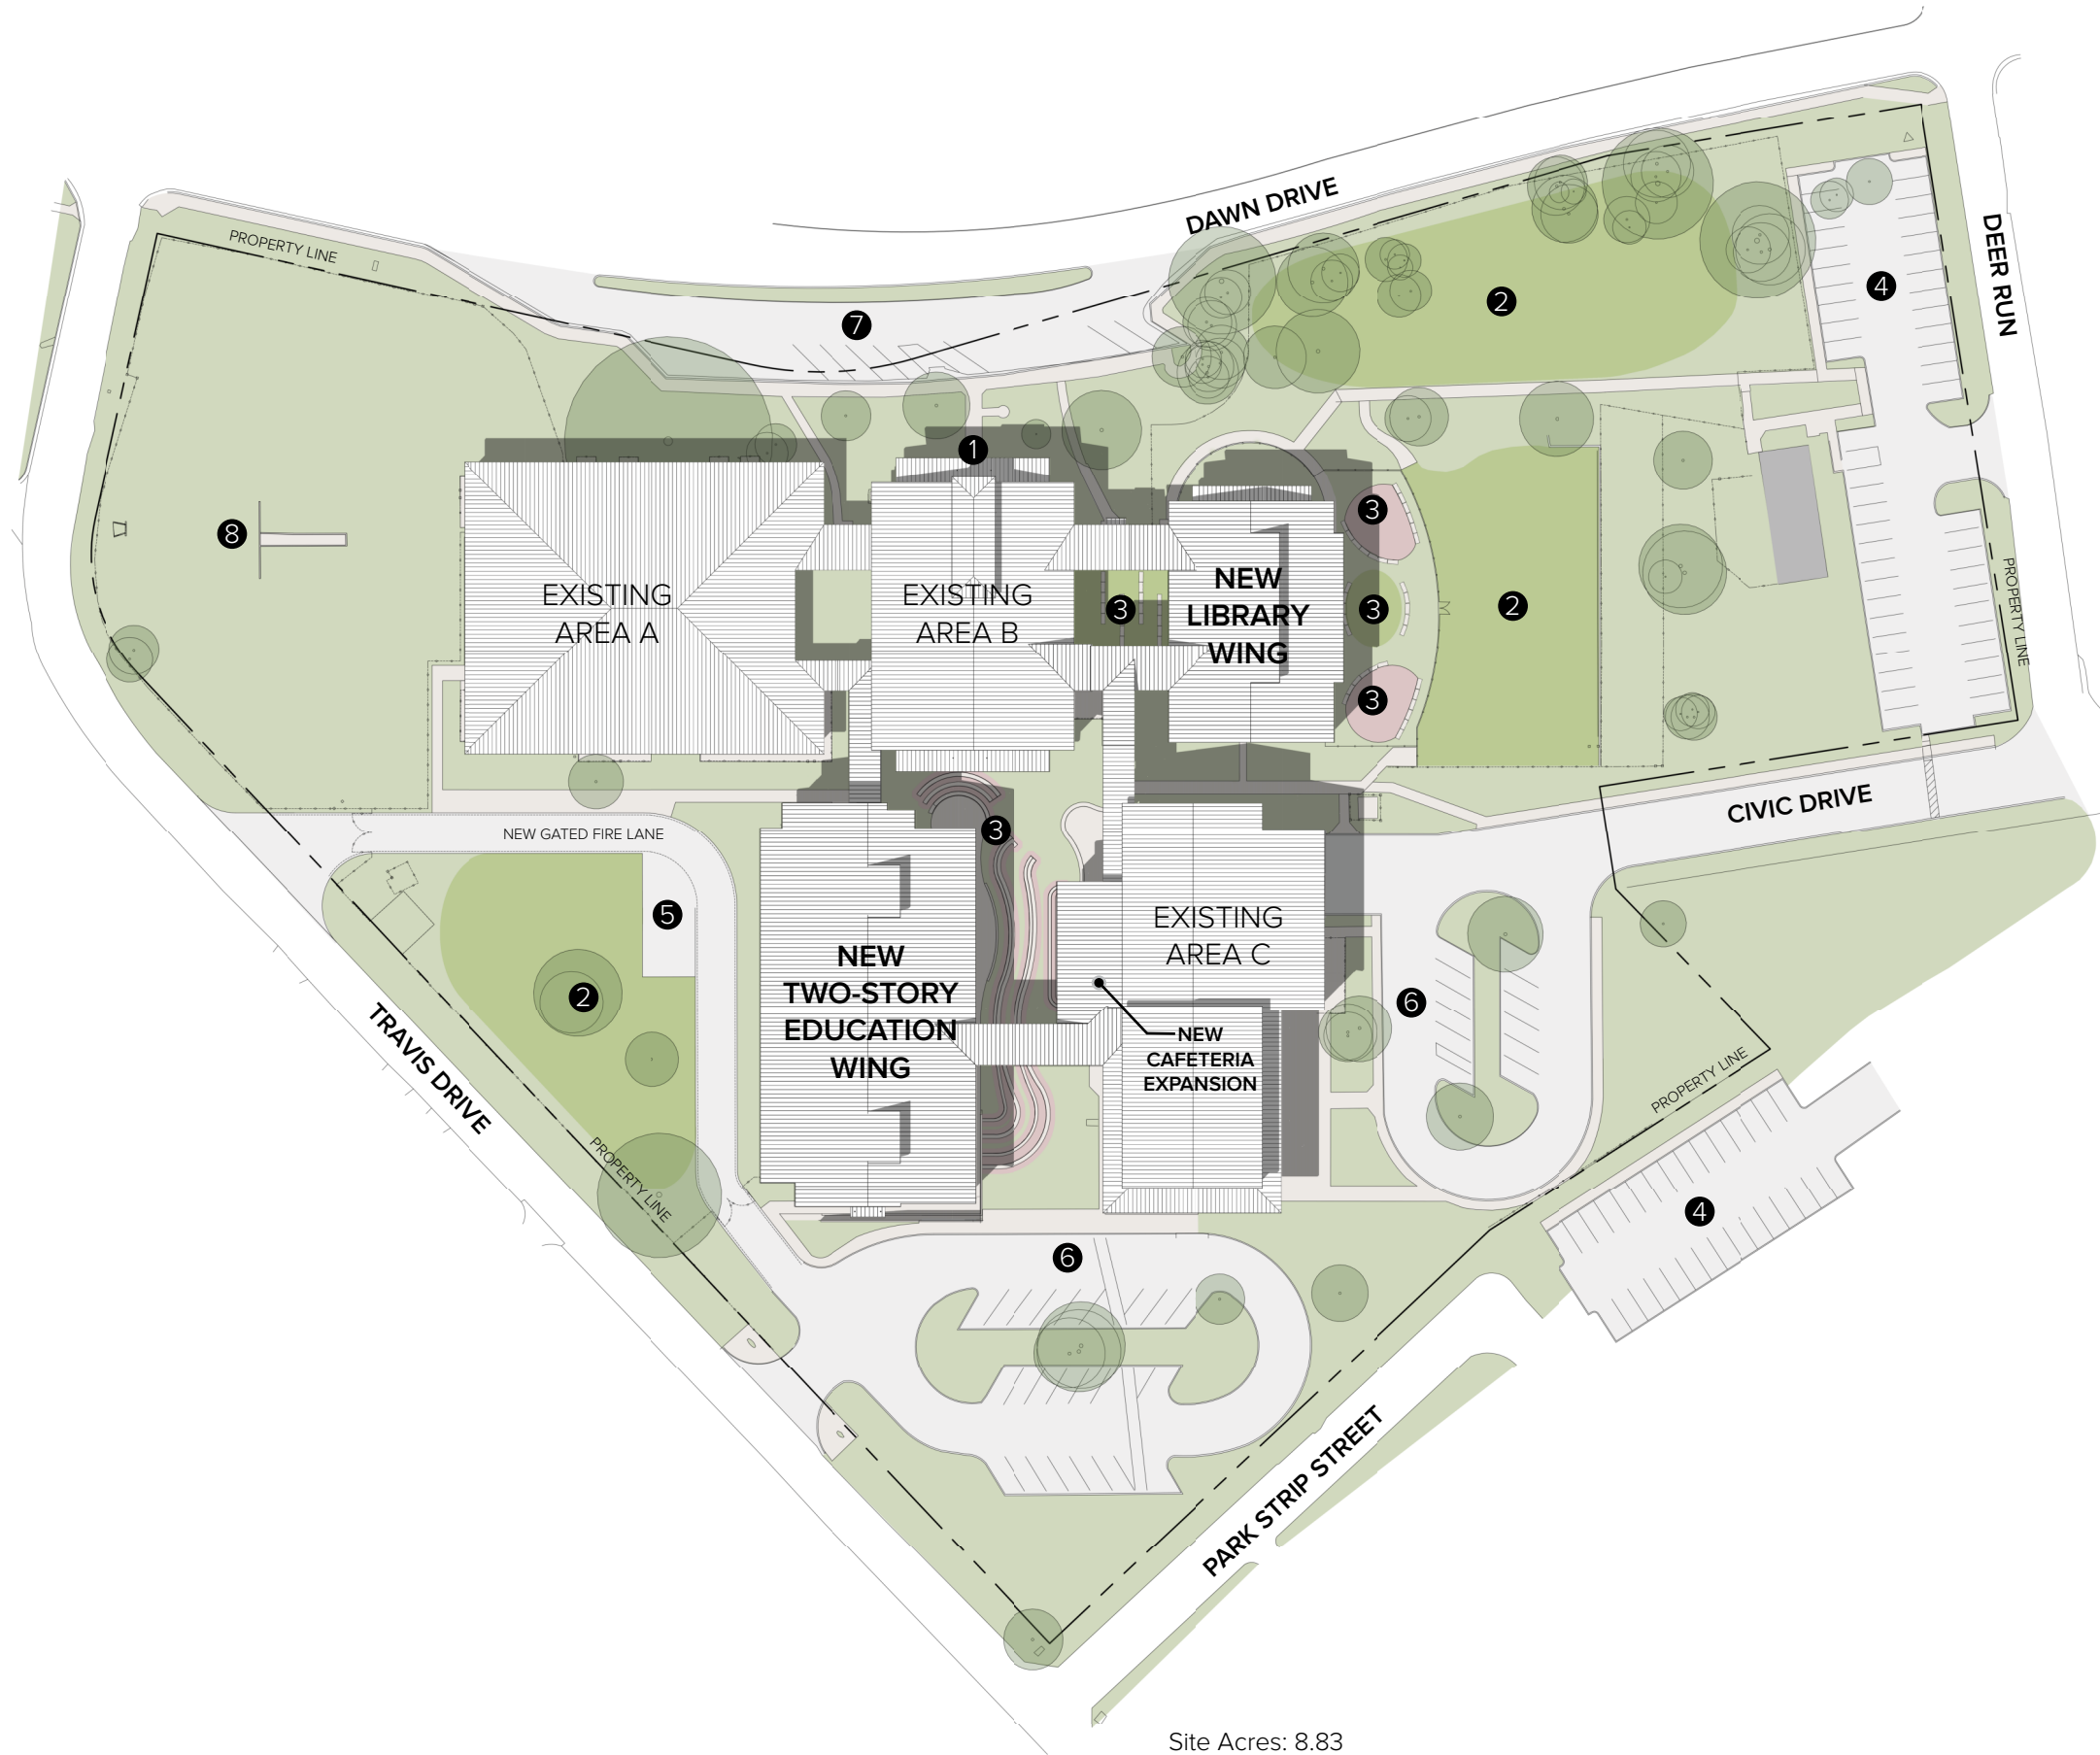 DAWN DRIVE
DEER RUN
PROPERTY LINE
7
2
4
1
8
3
EXISTING
AREA A
EXISTING
AREA B
3
NEW
LIBRARY
WING
3
2
3
PROPERTY LINE
CIVIC DRIVE
NEW GATED FIRE LANE
3
5
2
NEW
TWO-STORY
EDUCATION
WING
EXISTING
AREA C
NEW
CAFETERIA
EXPANSION
6
TRAVIS DRIVE
PROPERTY LINE
PROPERTY LINE
4
6
PARK STRIP STREET
Site Acres: 8.83